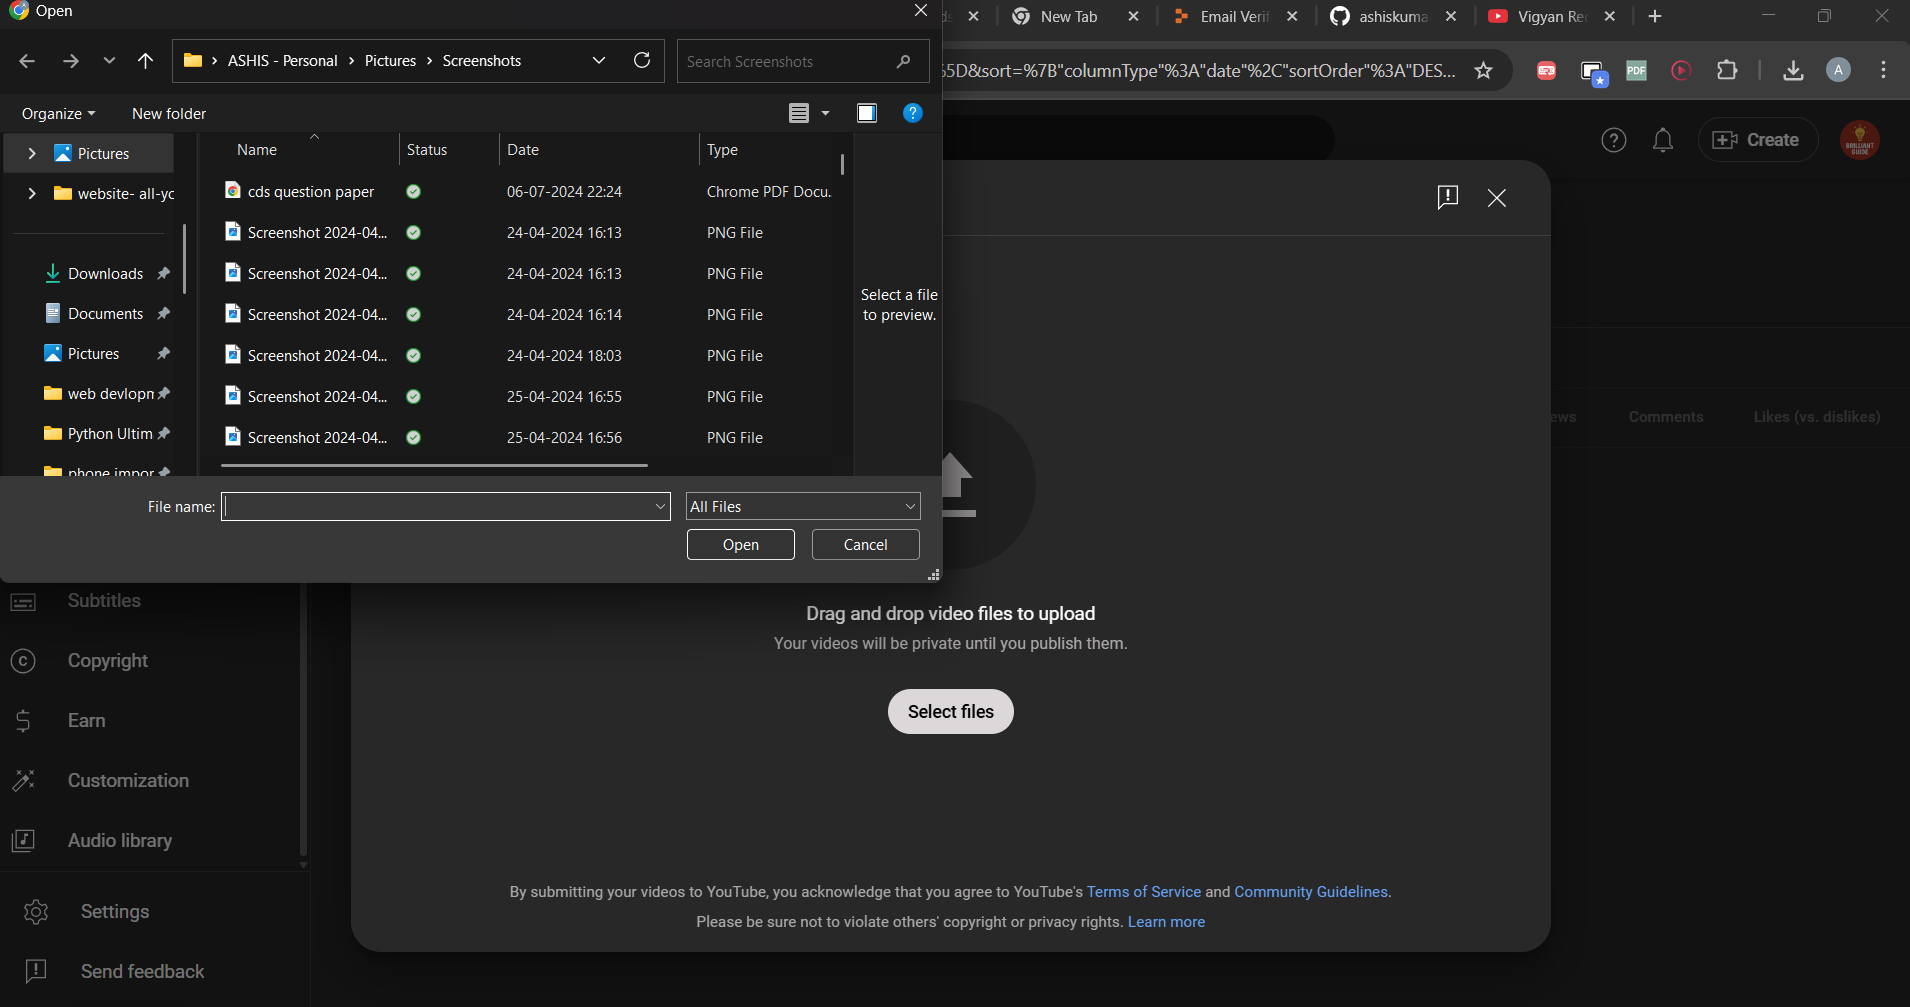 Open
New Tab
Email Verif
ashiskuma
Vigyan Rec
ASHIS - Personal > Pictures > Screenshots
Search Screenshots
5D&sort=%7B"columnType"%3A"date"%2C"sortOrder"%3A"DES...
PDF
A
Organize
New folder
Create
BRILLIANT
GUIDE
Pictures
website- all-yc
Downloads
Documents
Pictures
web devlopn
Python Ultim
phone impor
Name Status Date Type
cds question paper 06-07-2024 22:24 Chrome PDF Docu...
Screenshot 2024-04... 24-04-2024 16:13 PNG File
Screenshot 2024-04... 24-04-2024 16:13 PNG File
Screenshot 2024-04... 24-04-2024 16:14 PNG File
Screenshot 2024-04... 24-04-2024 18:03 PNG File
Screenshot 2024-04... 25-04-2024 16:55 PNG File
Screenshot 2024-04... 25-04-2024 16:56 PNG File
Select a file
to preview.
File name:
All Files
Open
Cancel
ews Comments Likes (vs. dislikes)
Subtitles
Copyright
Earn
Customization
Audio library
Settings
Send feedback
Drag and drop video files to upload
Your videos will be private until you publish them.
Select files
By submitting your videos to YouTube, you acknowledge that you agree to YouTube's Terms of Service and Community Guidelines.
Please be sure not to violate others' copyright or privacy rights. Learn more